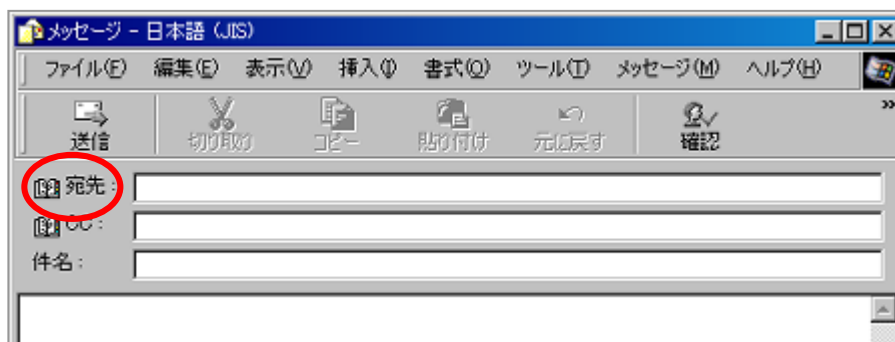 メッセージ - 日本語 (JIS)
ファイル(F) 編集(E) 表示(V) 挿入(I) 書式(O) ツール(T) メッセージ(M) ヘルプ(H)
送信 切り取り コピー 貼り付け 元に戻す 確認 »
宛先:
CC:
件名: